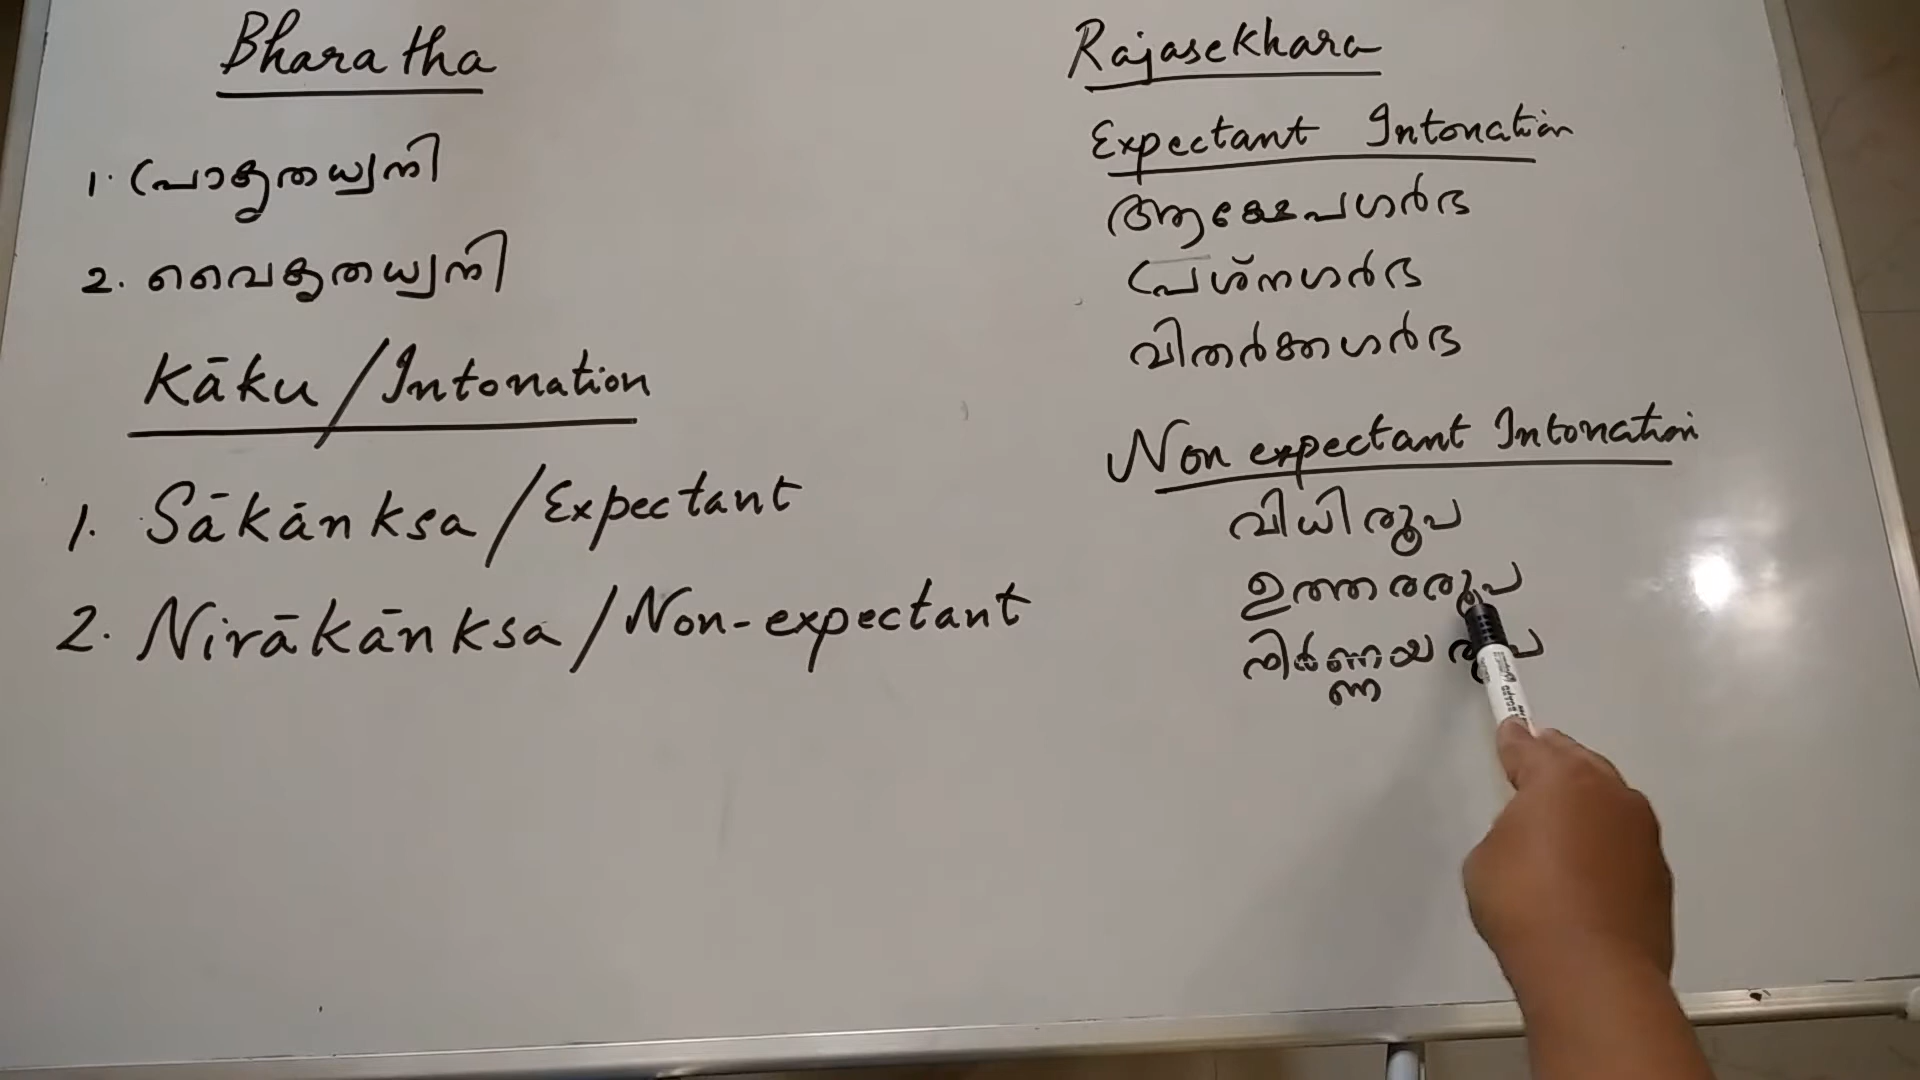 Bharatha
1. പ്രാകൃതധ്വനി
2. വൈകൃതധ്വനി
Kāku / Intonation
1. Sākānksa / Expectant
2. Nirākānksa / Non-expectant
Rajasekhara
Expectant Intonation
ആക്ഷേപഗർഭ
പ്രശ്നഗർഭ
വിതർക്കഗർഭ
Non expectant Intonation
വിധിരൂപ
ഉത്തരരൂപ
നിർണ്ണയരൂപ
ണ്ണ